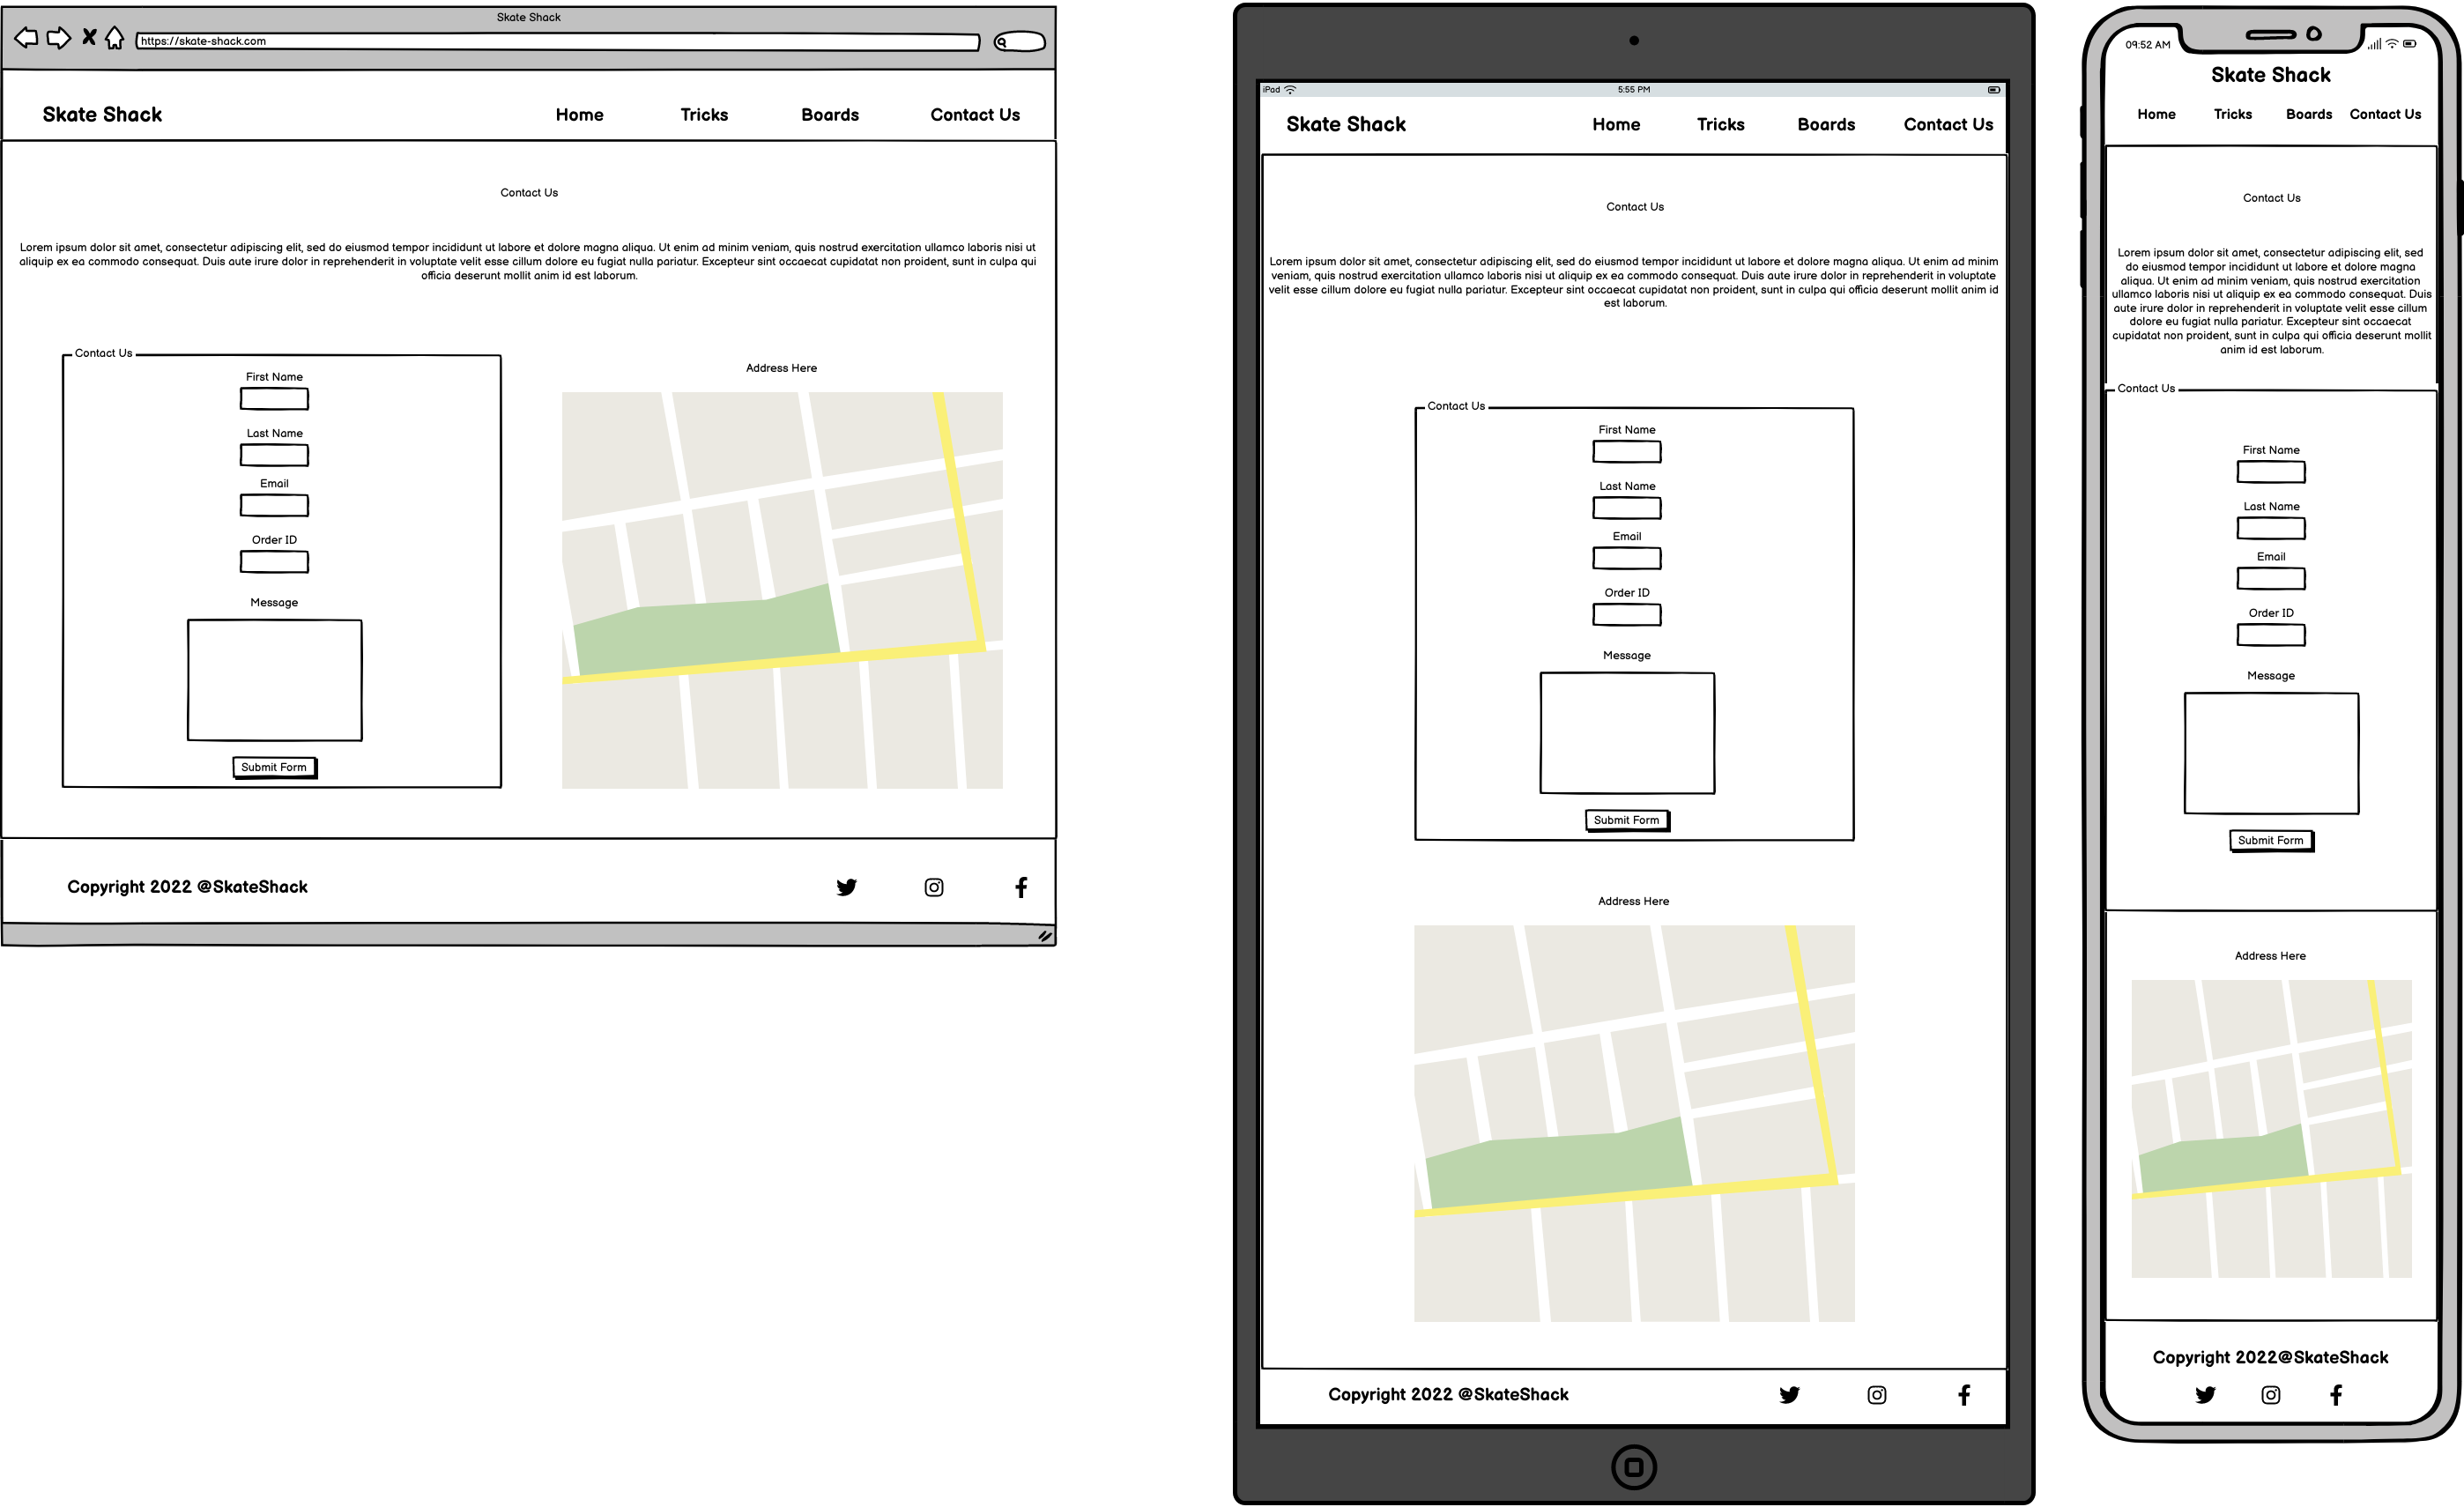 Skate Shack
https://skate-shack.com
Skate Shack Home Tricks Boards Contact Us
Contact Us
Lorem ipsum dolor sit amet, consectetur adipiscing elit, sed do eiusmod tempor incididunt ut labore et dolore magna aliqua. Ut enim ad minim veniam, quis nostrud exercitation ullamco laboris nisi ut
aliquip ex ea commodo consequat. Duis aute irure dolor in reprehenderit in voluptate velit esse cillum dolore eu fugiat nulla pariatur. Excepteur sint occaecat cupidatat non proident, sunt in culpa qui
officia deserunt mollit anim id est laborum.
Contact Us
First Name
Last Name
Email
Order ID
Message
Submit Form
Address Here
Copyright 2022 @SkateShack
iPad 5:55 PM
Skate Shack Home Tricks Boards Contact Us
Contact Us
Lorem ipsum dolor sit amet, consectetur adipiscing elit, sed do eiusmod tempor incididunt ut labore et dolore magna aliqua. Ut enim ad minim
veniam, quis nostrud exercitation ullamco laboris nisi ut aliquip ex ea commodo consequat. Duis aute irure dolor in reprehenderit in voluptate
velit esse cillum dolore eu fugiat nulla pariatur. Excepteur sint occaecat cupidatat non proident, sunt in culpa qui officia deserunt mollit anim id
est laborum.
Contact Us
First Name
Last Name
Email
Order ID
Message
Submit Form
Address Here
Copyright 2022 @SkateShack
09:52 AM
Skate Shack
Home Tricks Boards Contact Us
Contact Us
Lorem ipsum dolor sit amet, consectetur adipiscing elit, sed
do eiusmod tempor incididunt ut labore et dolore magna
aliqua. Ut enim ad minim veniam, quis nostrud exercitation
ullamco laboris nisi ut aliquip ex ea commodo consequat. Duis
aute irure dolor in reprehenderit in voluptate velit esse cillum
dolore eu fugiat nulla pariatur. Excepteur sint occaecat
cupidatat non proident, sunt in culpa qui officia deserunt mollit
anim id est laborum.
Contact Us
First Name
Last Name
Email
Order ID
Message
Submit Form
Address Here
Copyright 2022@SkateShack